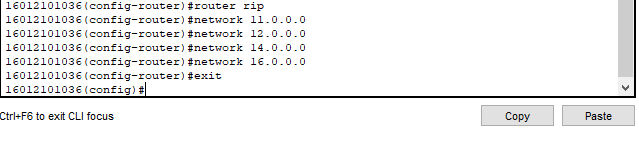 16012101036(config-router)#router rip
16012101036(config-router)#network 11.0.0.0
16012101036(config-router)#network 12.0.0.0
16012101036(config-router)#network 14.0.0.0
16012101036(config-router)#network 16.0.0.0
16012101036(config-router)#exit
16012101036(config)#
Ctrl+F6 to exit CLI focus
Copy
Paste